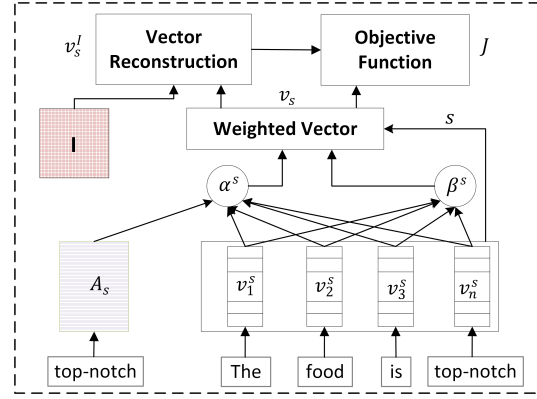 v_s^I
Vector Reconstruction
Objective Function
J
v_s
I
Weighted Vector
s
α^s
β^s
A_s
v_1^s
v_2^s
v_3^s
v_n^s
top-notch
The
food
is
top-notch